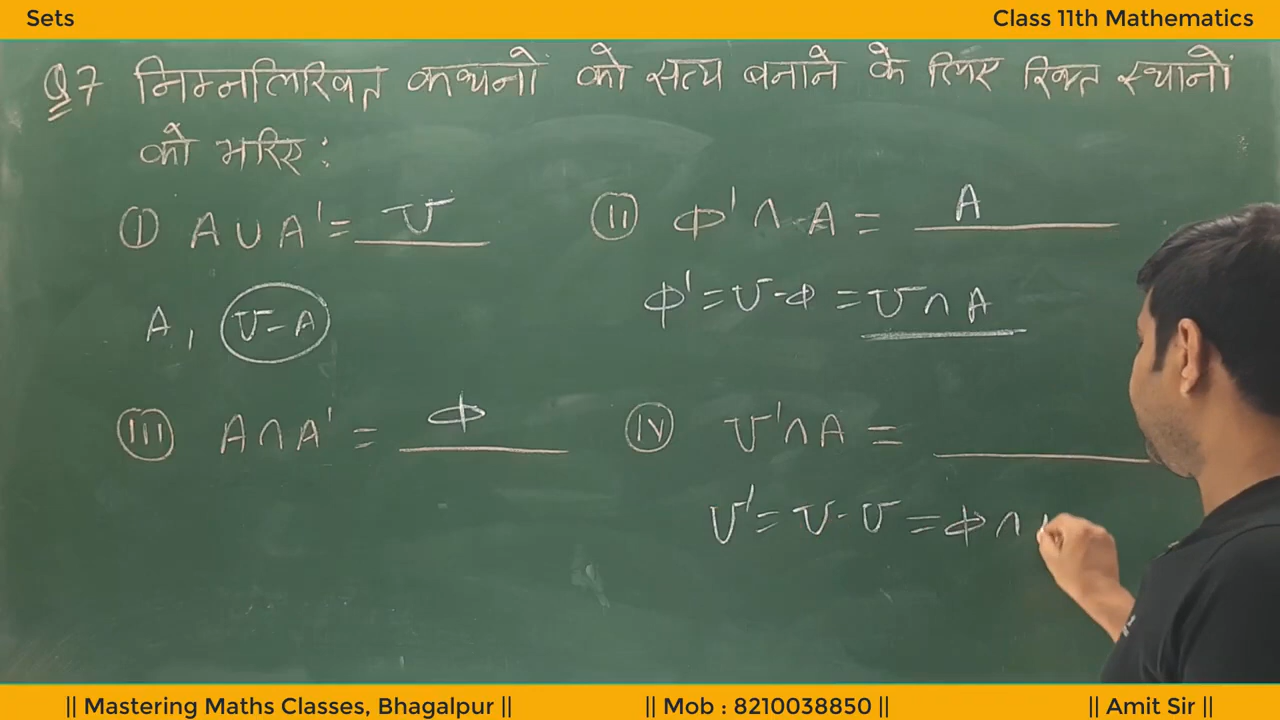 Sets
Class 11th Mathematics
Q7 निम्नलिखित कथनों को सत्य बनाने के लिए रिक्त स्थानों
को भरिए:
(i) A ∪ A' = U
(ii) Φ' ∩ A = A
A, U-A
Φ' = U-Φ = U ∩ A
(iii) A ∩ A' = Φ
(iv) U' ∩ A =
U' = U-U = Φ ∩
|| Mastering Maths Classes, Bhagalpur ||
|| Mob : 8210038850 ||
|| Amit Sir ||